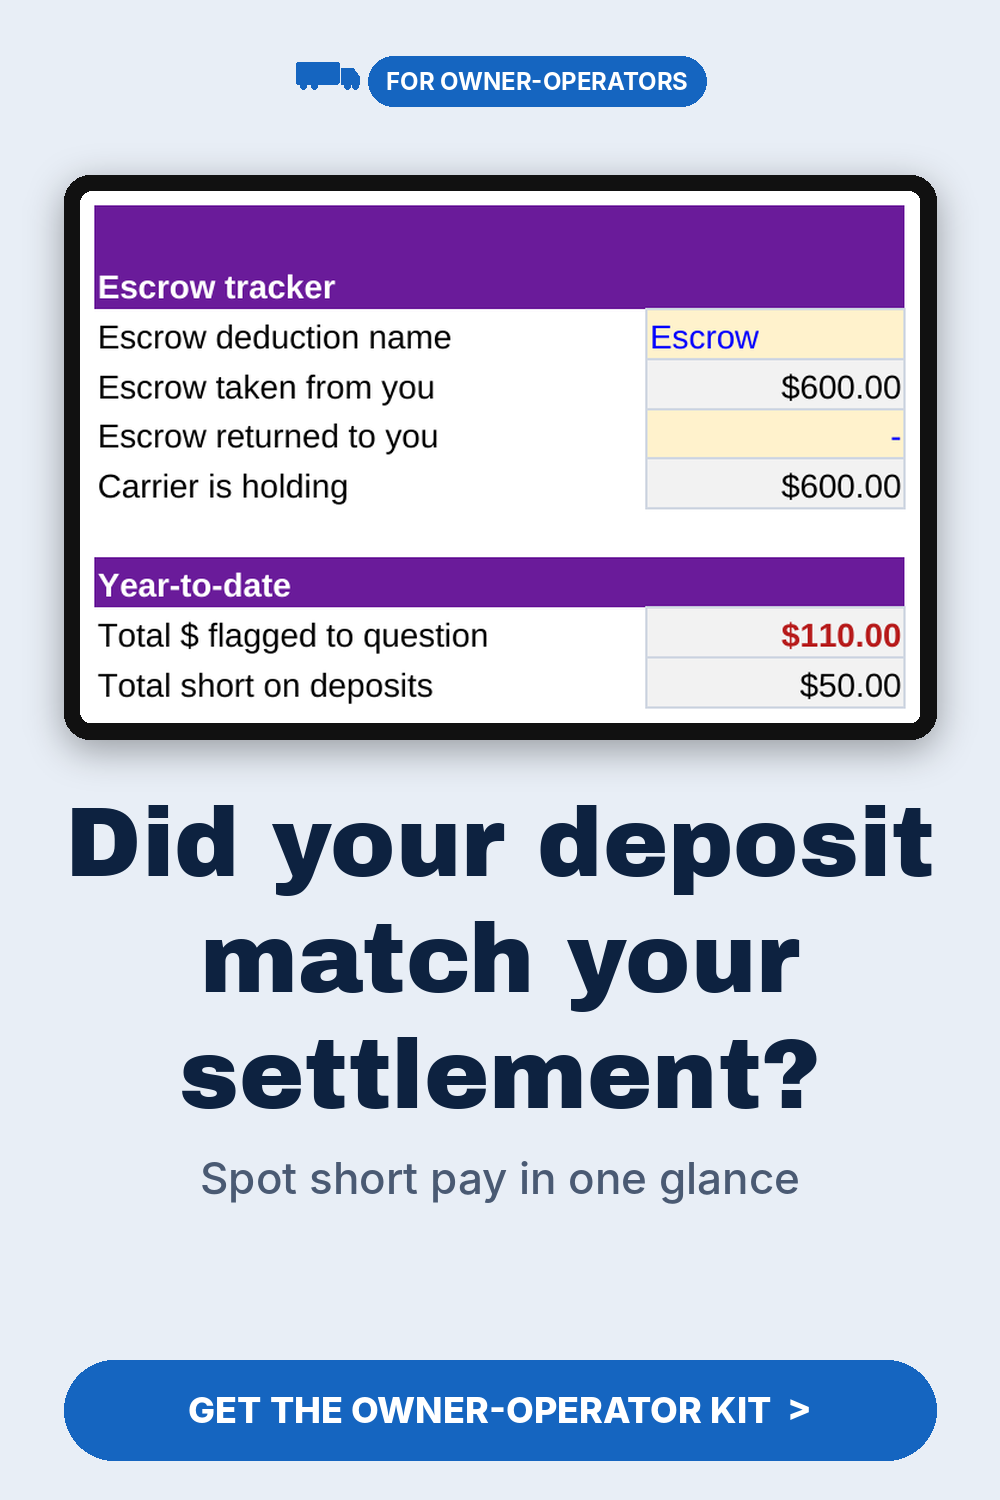 FOR OWNER-OPERATORS
Escrow tracker
Escrow deduction name Escrow
Escrow taken from you $600.00
Escrow returned to you -
Carrier is holding $600.00
Year-to-date
Total $ flagged to question $110.00
Total short on deposits $50.00
Did your deposit
match your
settlement?
Spot short pay in one glance
GET THE OWNER-OPERATOR KIT >